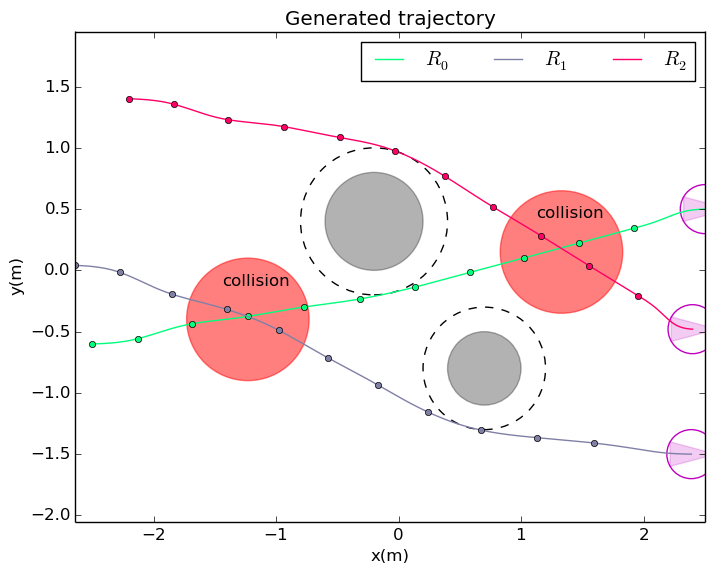 Generated trajectory
R0 R1 R2
1.5
1.0
0.5
0.0
−0.5
−1.0
−1.5
−2.0
y(m)
collision
collision
−2 −1 0 1 2
x(m)